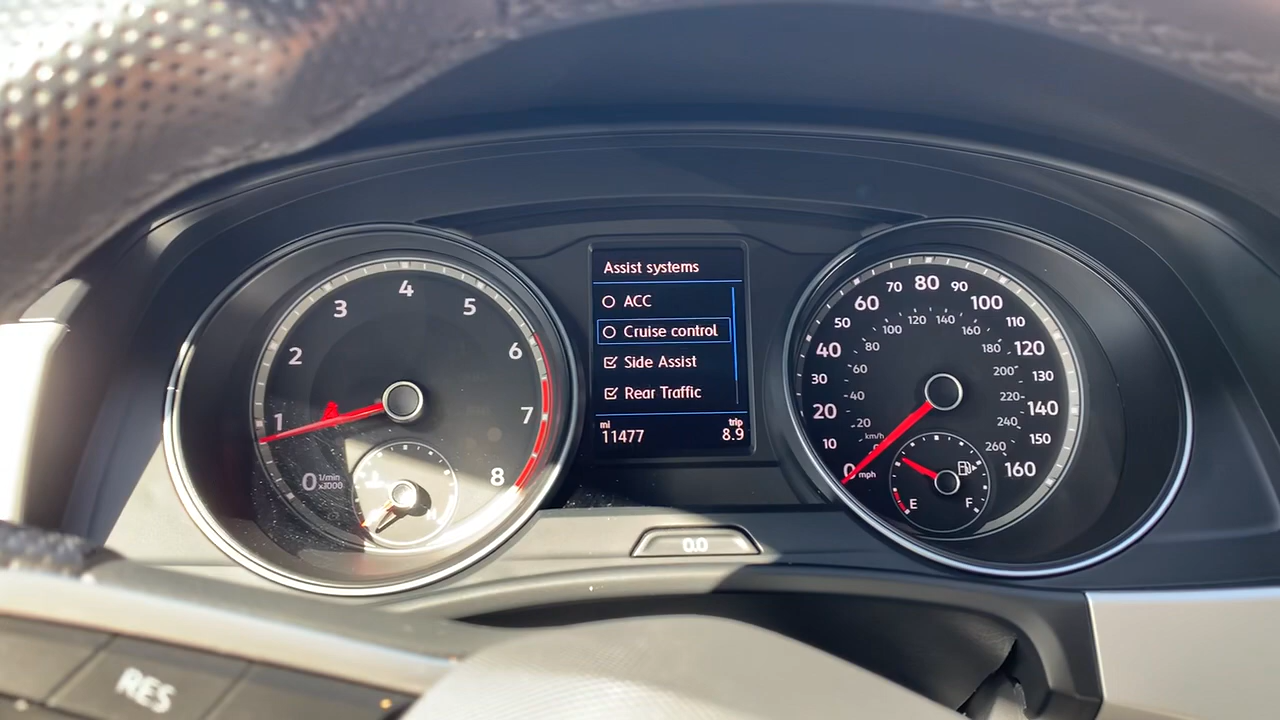 1
2
3
4
5
6
7
8
0 1/min
x1000
Assist systems
ACC
Cruise control
Side Assist
Rear Traffic
mi
11477
trip
8.9
0
10
20
30
40
50
60
70
80
90
100
110
120
130
140
150
160
mph
km/h
20
40
60
80
100
120
140
160
180
200
220
240
260
E
F
0.0
RES